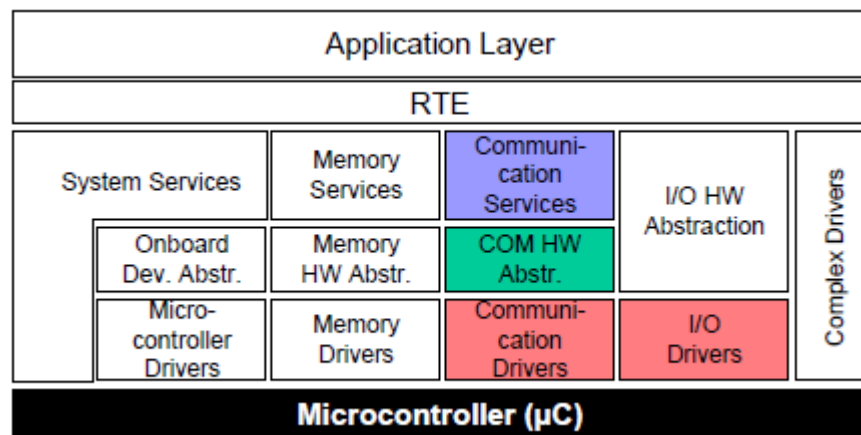 Application Layer
RTE
System Services
Memory
Services
Communi-
cation
Services
I/O HW
Abstraction
Complex Drivers
Onboard
Dev. Abstr.
Memory
HW Abstr.
COM HW
Abstr.
Micro-
controller
Drivers
Memory
Drivers
Communi-
cation
Drivers
I/O
Drivers
Microcontroller (µC)